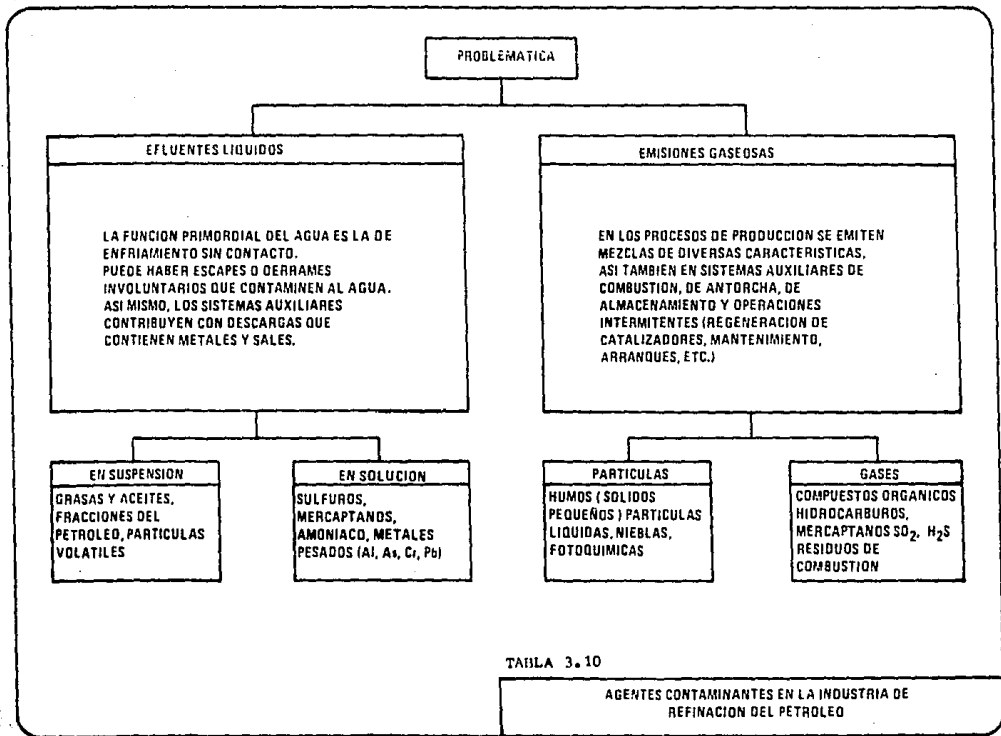 PROBLEMATICA
EFLUENTES LIQUIDOS
LA FUNCION PRIMORDIAL DEL AGUA ES LA DE
ENFRIAMIENTO SIN CONTACTO.
PUEDE HABER ESCAPES O DERRAMES
INVOLUNTARIOS QUE CONTAMINEN AL AGUA.
ASI MISMO, LOS SISTEMAS AUXILIARES
CONTRIBUYEN CON DESCARGAS QUE
CONTIENEN METALES Y SALES.
EMISIONES GASEOSAS
EN LOS PROCESOS DE PRODUCCION SE EMITEN
MEZCLAS DE DIVERSAS CARACTERISTICAS,
ASI TAMBIEN EN SISTEMAS AUXILIARES DE
COMBUSTION, DE ANTORCHA, DE
ALMACENAMIENTO Y OPERACIONES
INTERMITENTES (REGENERACION DE
CATALIZADORES, MANTENIMIENTO,
ARRANQUES, ETC.)
EN SUSPENSION
GRASAS Y ACEITES,
FRACCIONES DEL
PETROLEO, PARTICULAS
VOLATILES
EN SOLUCION
SULFUROS,
MERCAPTANOS,
AMONIACO, METALES
PESADOS (Al, As, Cr, Pb)
PARTICULAS
HUMOS (SOLIDOS
PEQUEÑOS) PARTICULAS
LIQUIDAS, NIEBLAS,
FOTOQUIMICAS
GASES
COMPUESTOS ORGANICOS
HIDROCARBUROS,
MERCAPTANOS SO2, H2S
RESIDUOS DE
COMBUSTION
TABLA 3.10
AGENTES CONTAMINANTES EN LA INDUSTRIA DE
REFINACION DEL PETROLEO